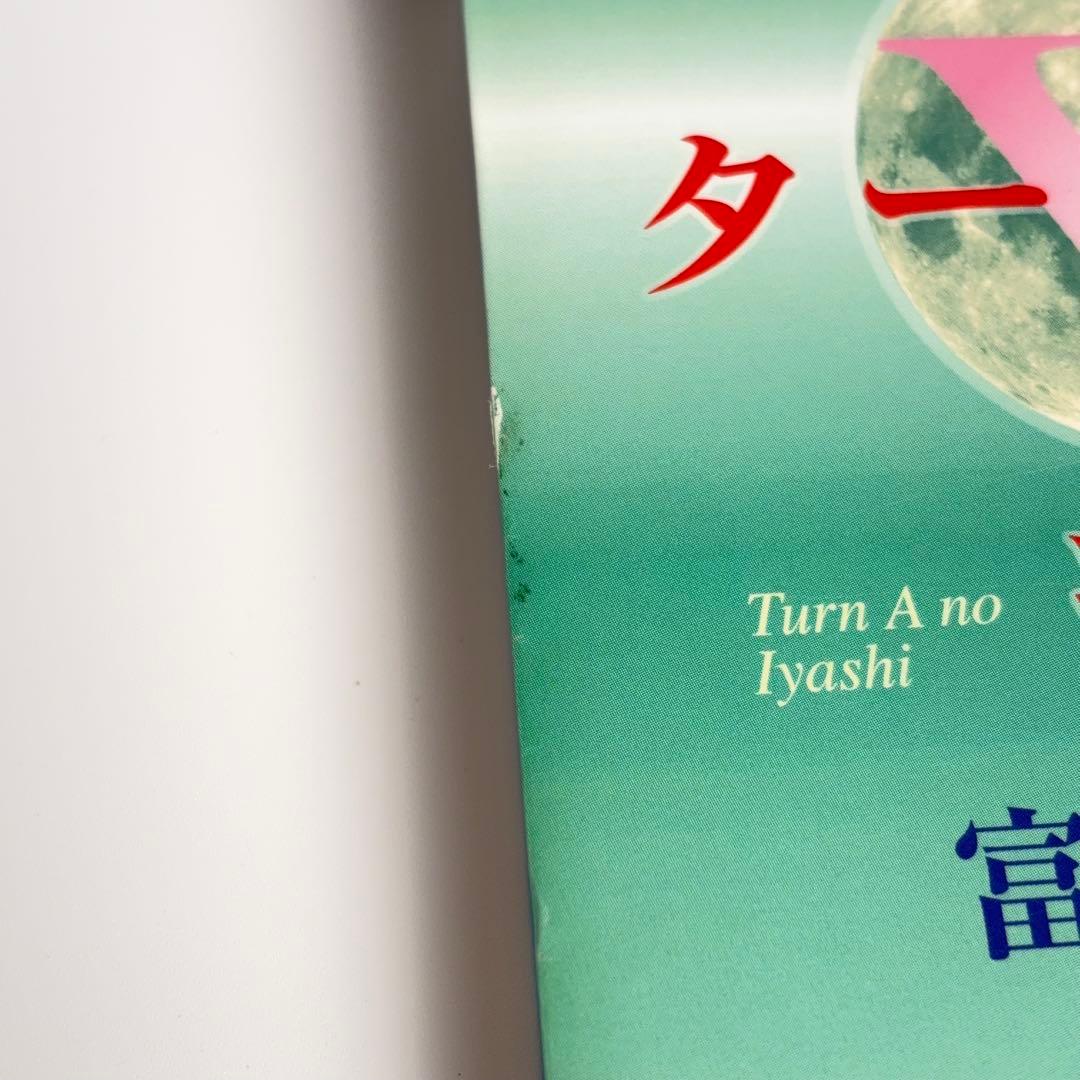 ター
Turn A no
Iyashi
富